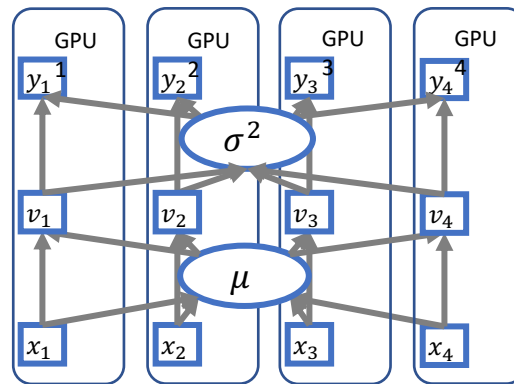 GPU GPU GPU GPU
1 2 3 4
y₁ y₂ y₃ y₄
σ²
v₁ v₂ v₃ v₄
μ
x₁ x₂ x₃ x₄